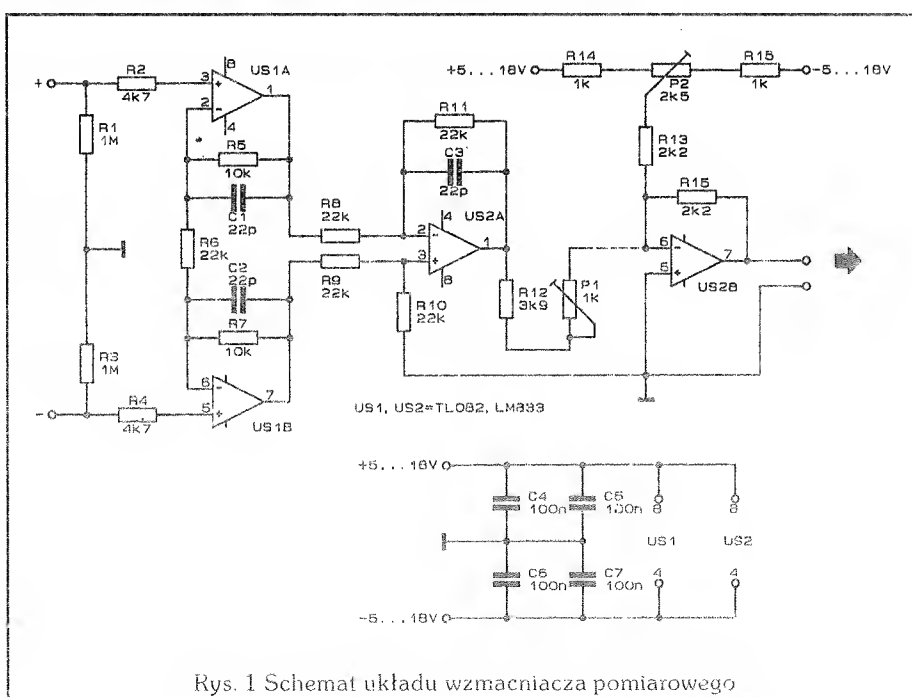 +5...18V
R14
1k
P2
2k5
R15
1k
-5...18V
+
R2
4k7
3
8
US1A
1
2
4
R1
1M
R5
10k
C1
22p
R11
22k
C3
22p
US2A
R13
2k2
R15
2k2
R8
22k
R6
22k
4
2
1
3
8
R9
22k
C2
22p
R7
10k
R10
22k
R12
3k9
P1
1k
6
7
5
US2B
R3
1M
6
7
5
US1B
-
R4
4k7
US1, US2=TL082, LM833
+5...18V
C4
100n
C5
100n
8
8
US1
US2
C6
100n
C7
100n
4
4
-5...18V
Rys. 1 Schemat układu wzmacniacza pomiarowego